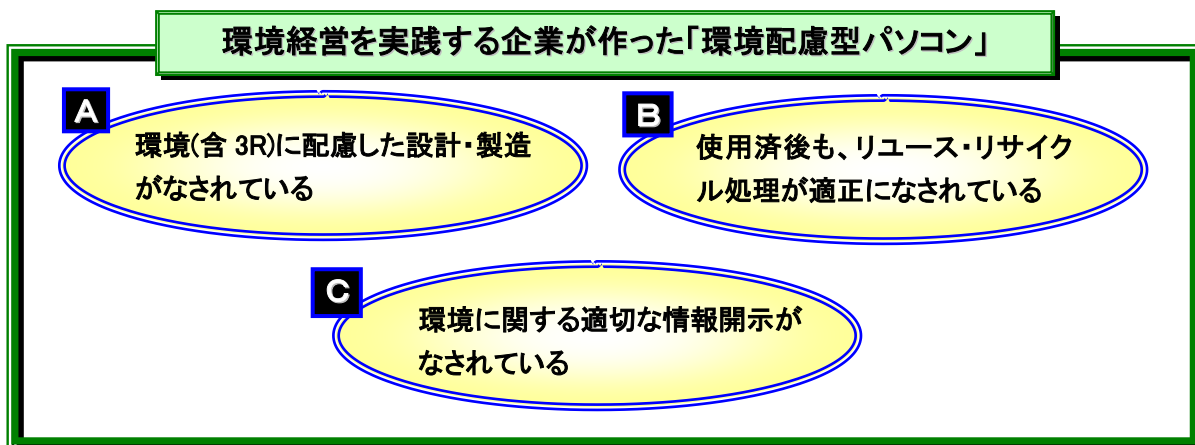 環境経営を実践する企業が作った「環境配慮型パソコン」
A
環境(含 3R)に配慮した設計・製造
がなされている
B
使用済後も、リユース・リサイク
ル処理が適正になされている
C
環境に関する適切な情報開示が
なされている